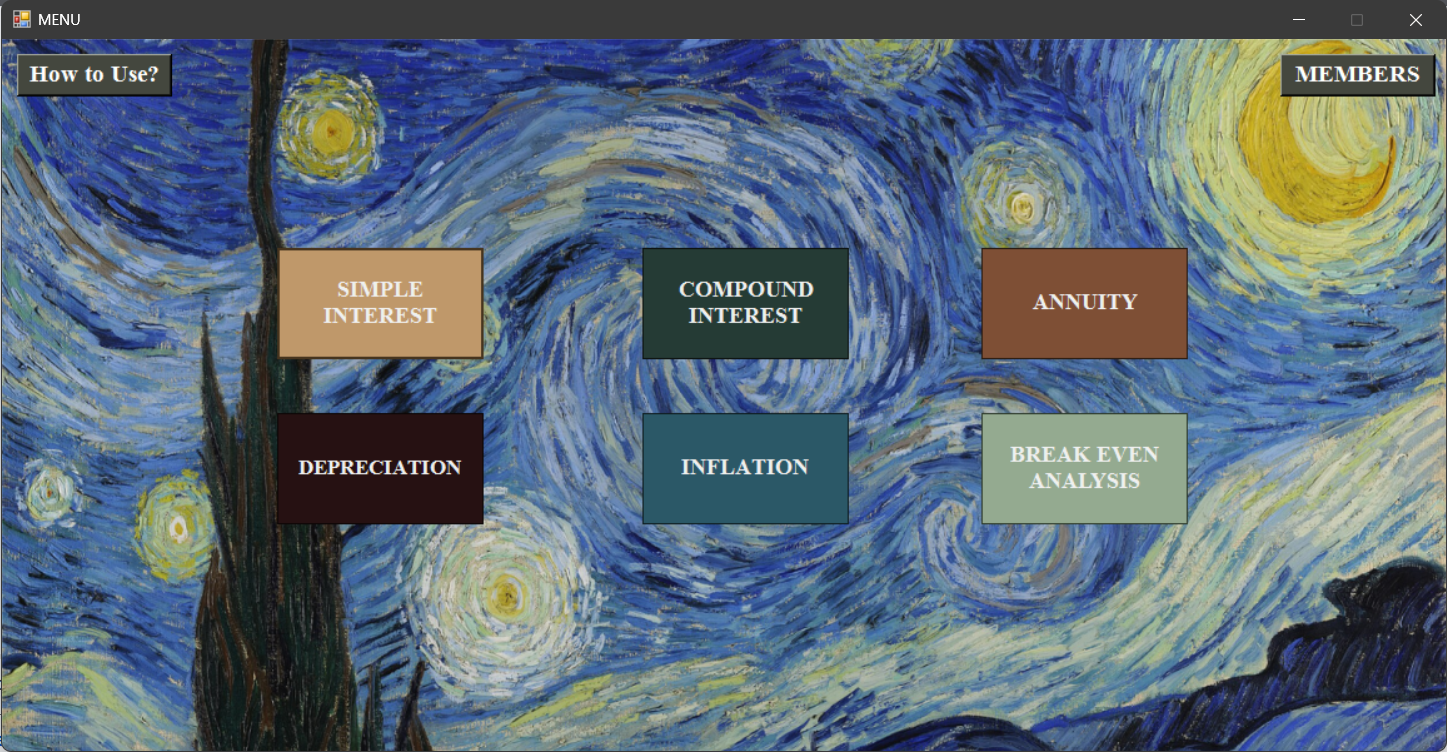 MENU
How to Use?
MEMBERS
SIMPLE
INTEREST
COMPOUND
INTEREST
ANNUITY
DEPRECIATION
INFLATION
BREAK EVEN
ANALYSIS